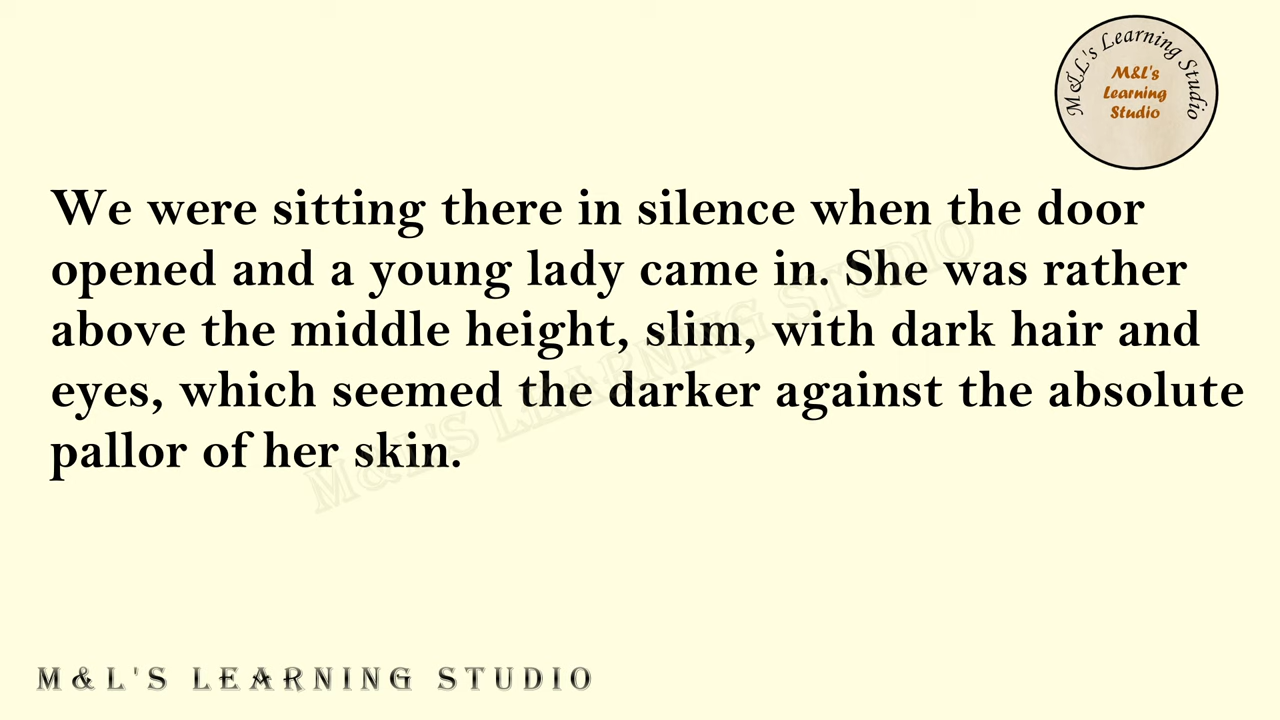 M&L's Learning Studio
M&L's
Learning
Studio
We were sitting there in silence when the door
opened and a young lady came in. She was rather
above the middle height, slim, with dark hair and
eyes, which seemed the darker against the absolute
pallor of her skin.
M&L'S LEARNING STUDIO
M&L'S LEARNING STUDIO